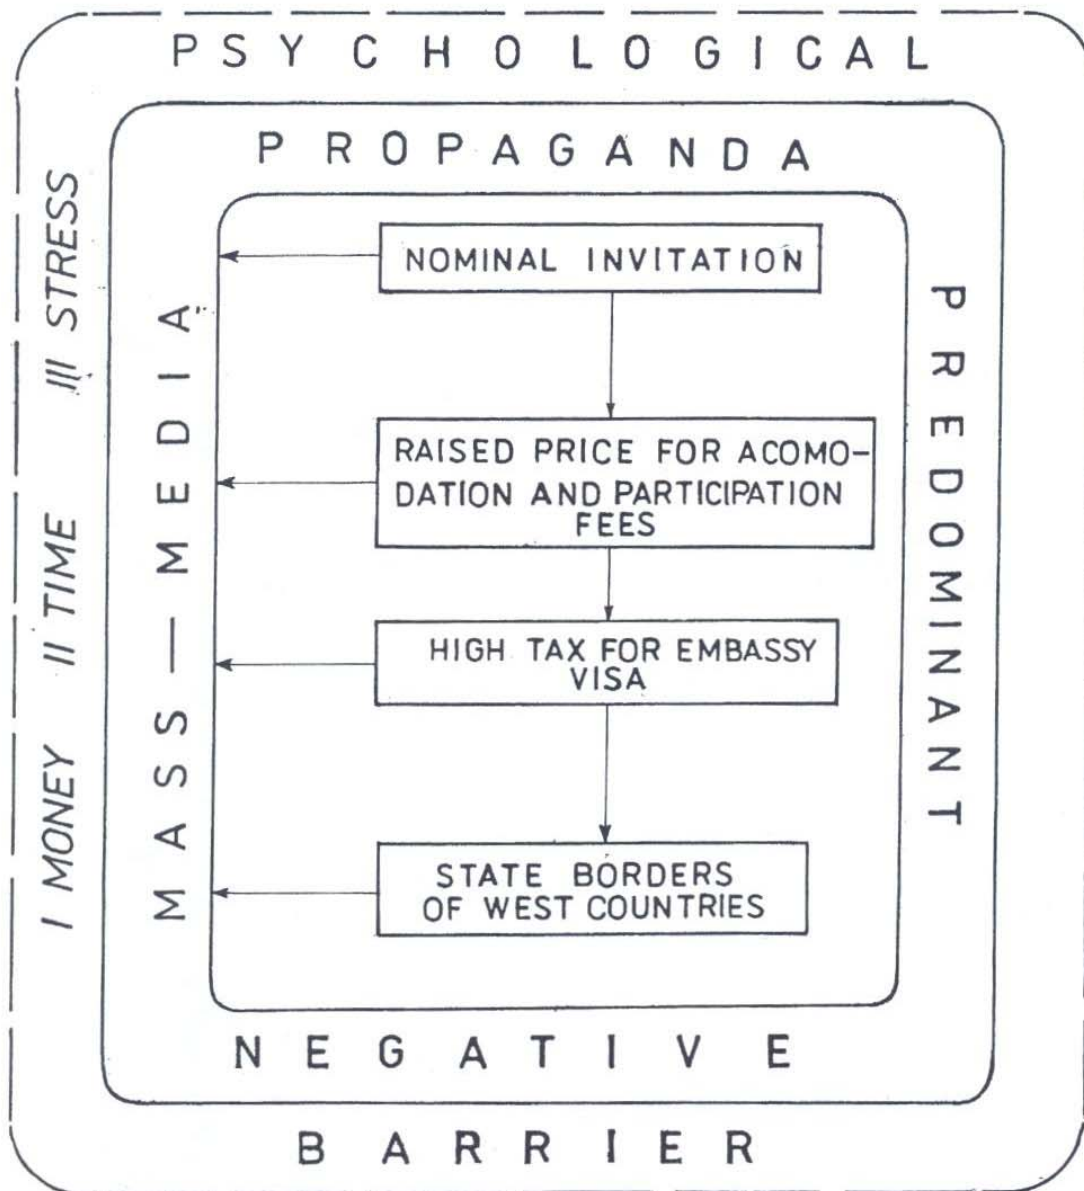 PSYCHOLOGICAL
PROPAGANDA
III STRESS
II TIME
I MONEY
MASS—MEDIA
NOMINAL INVITATION
RAISED PRICE FOR ACOMO-
DATION AND PARTICIPATION
FEES
HIGH TAX FOR EMBASSY
VISA
STATE BORDERS
OF WEST COUNTRIES
PREDOMINANT
NEGATIVE
BARRIER